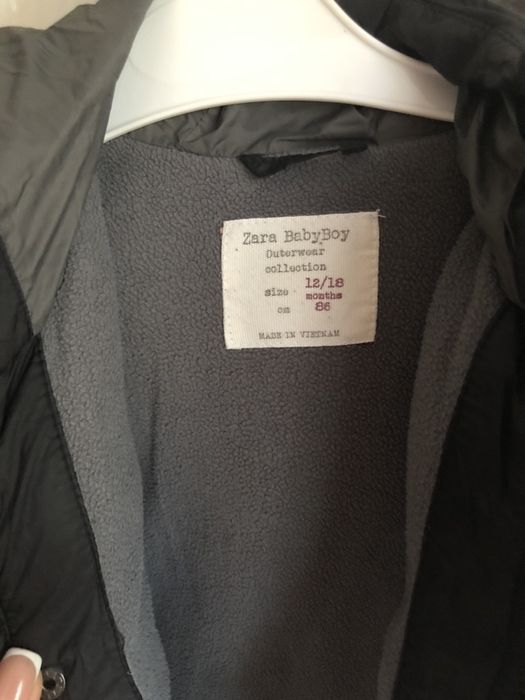 Zara BabyBoy
Outerwear
collection
size 12/18
months
cm 86
MADE IN VIETNAM